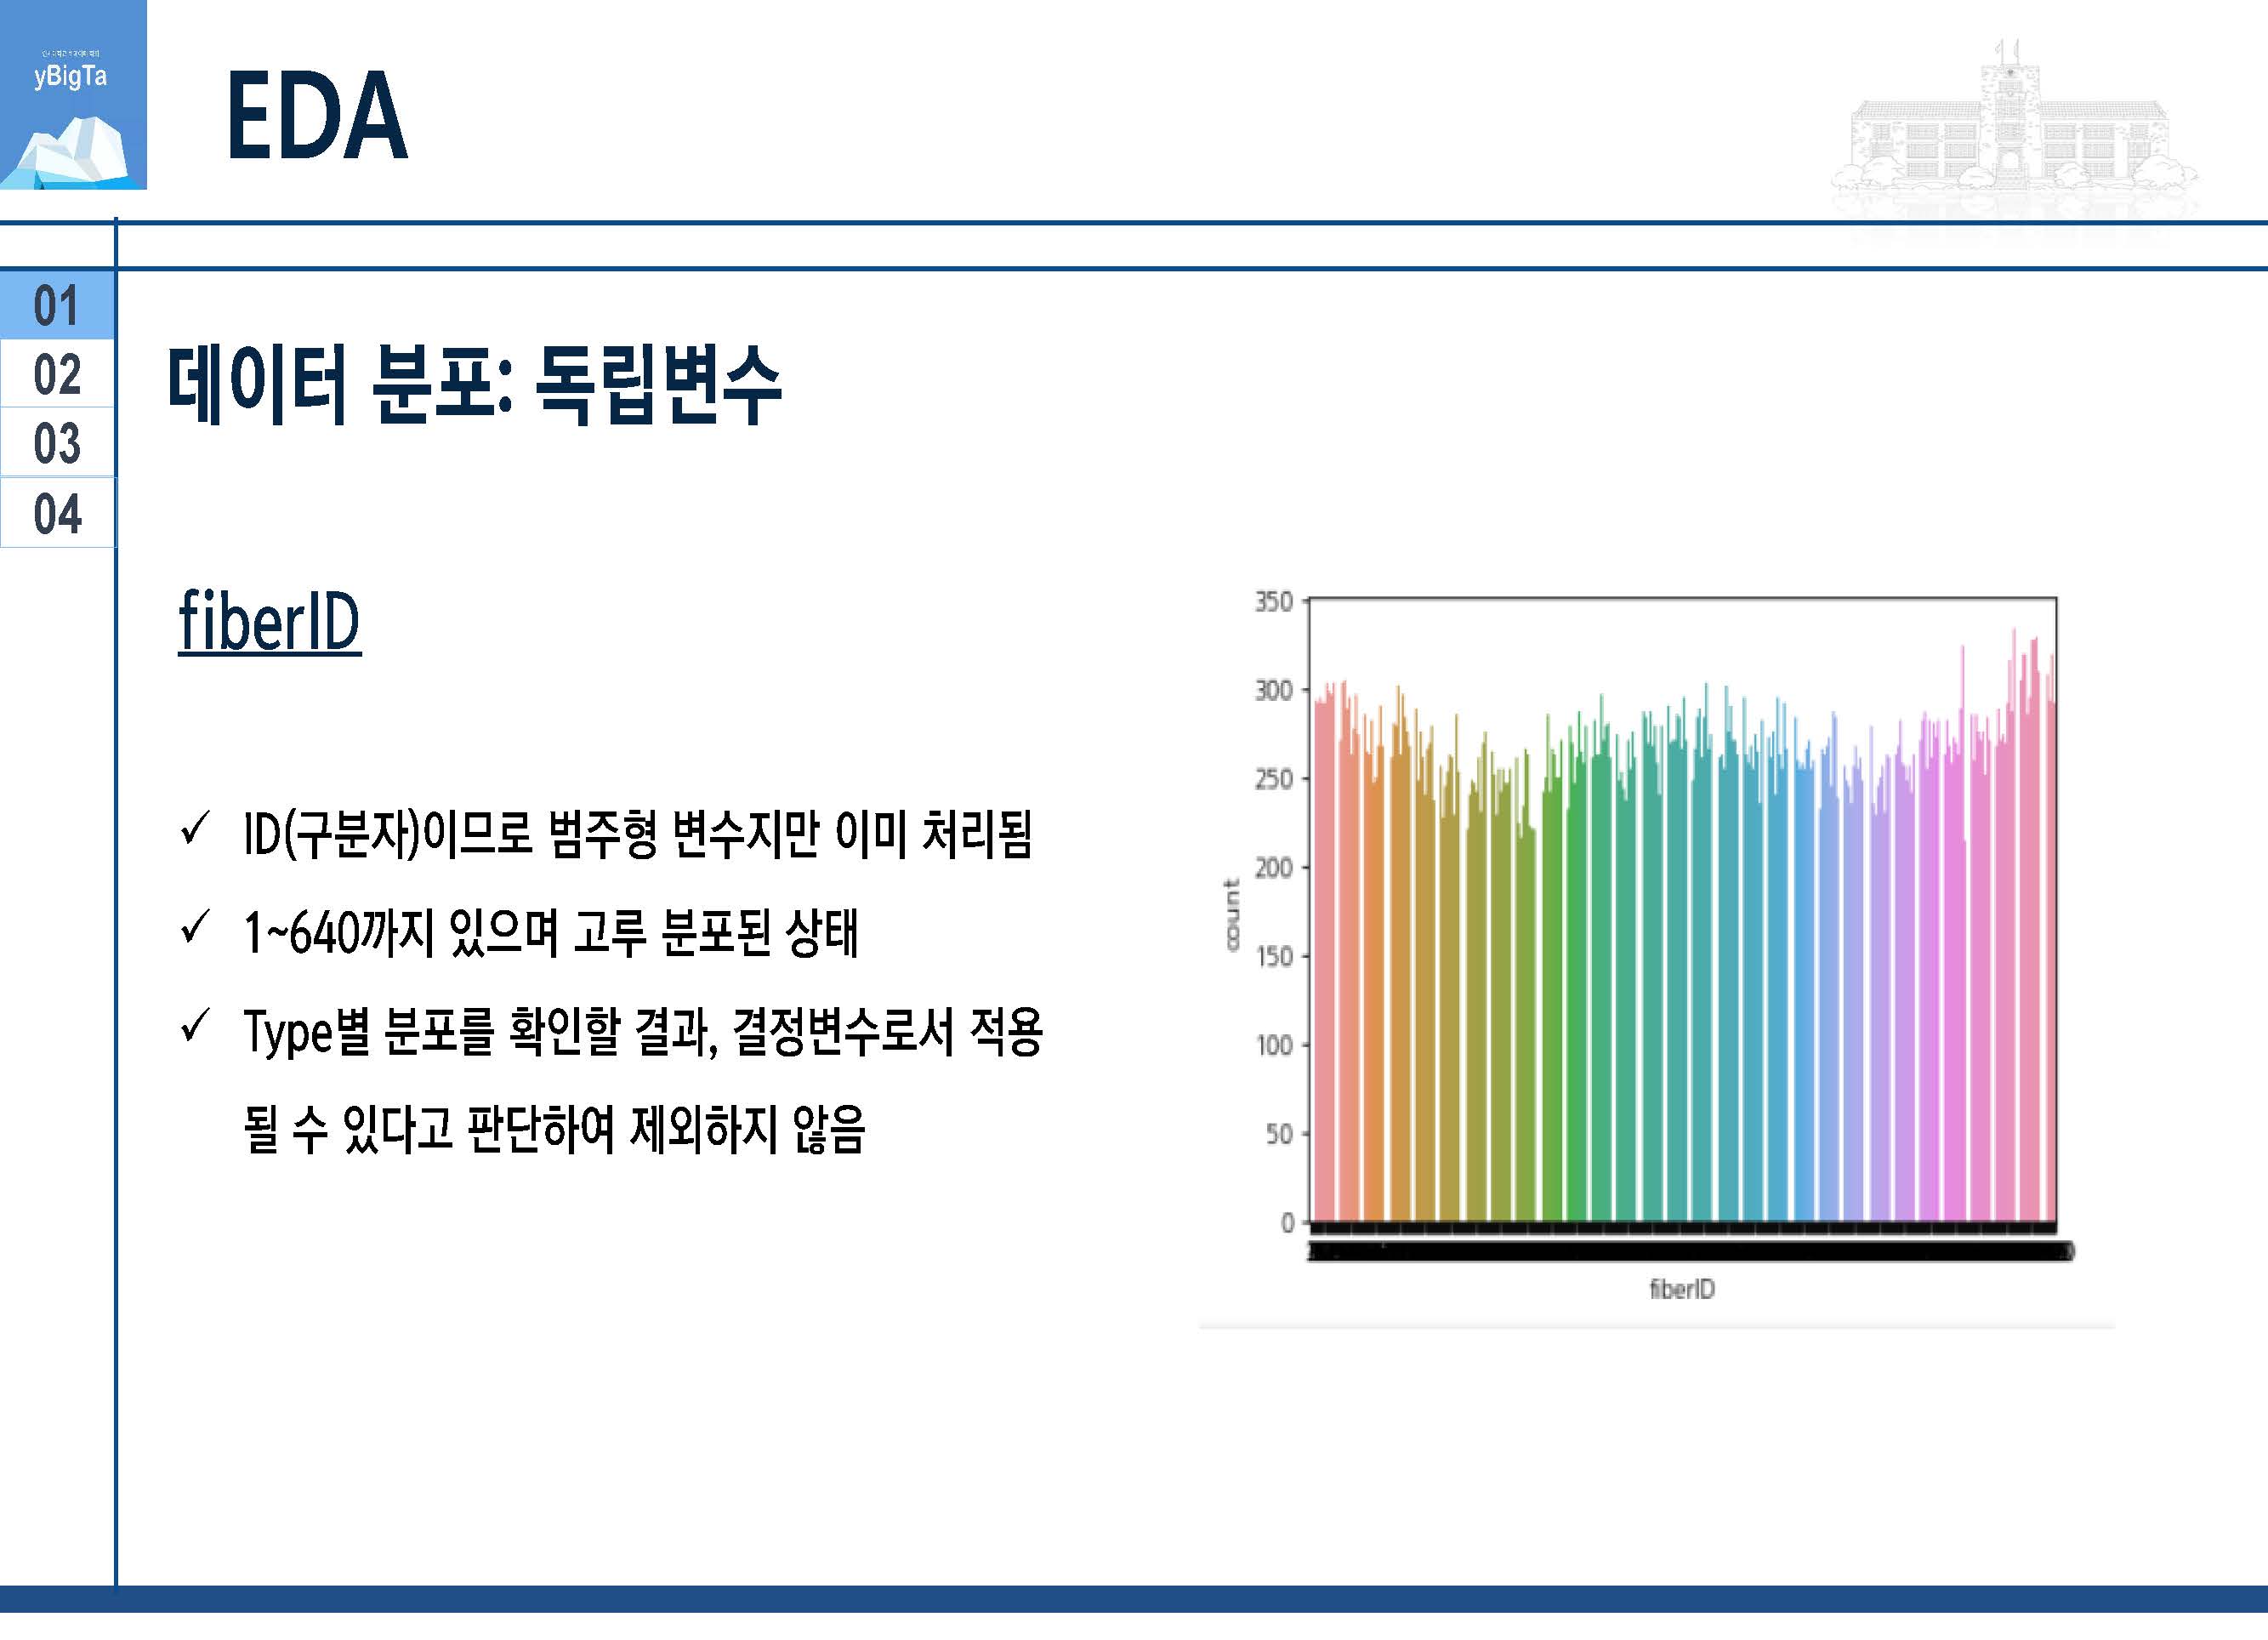 yBigTa
EDA
01
02
03
04
데이터 분포: 독립변수
fiberID
✓ ID(구분자)이므로 범주형 변수지만 이미 처리됨
✓ 1~640까지 있으며 고루 분포된 상태
✓ Type별 분포를 확인할 결과, 결정변수로서 적용
될 수 있다고 판단하여 제외하지 않음
350
300
250
200
150
100
50
0
count
fiberID